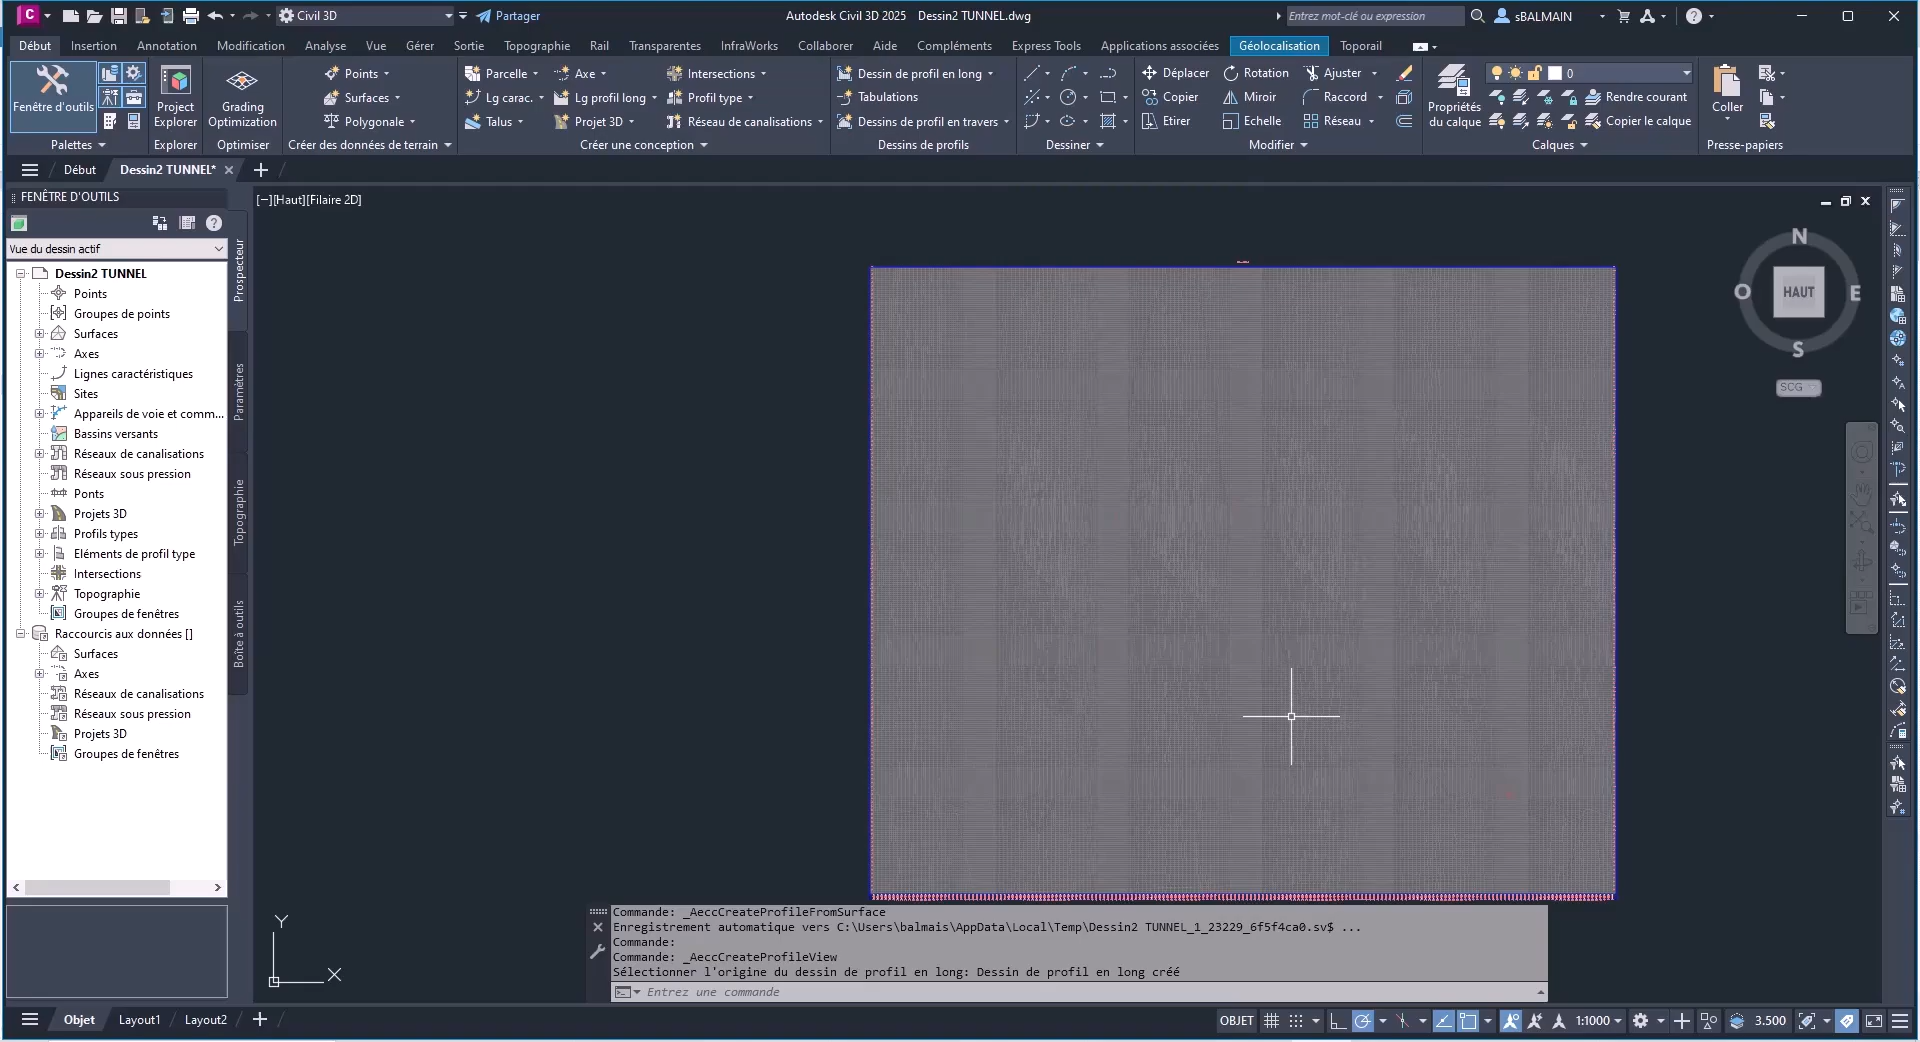 C Civil 3D Partager Autodesk Civil 3D 2025 Dessin2 TUNNEL.dwg Entrez mot-clé ou expression sBALMAIN
Début Insertion Annotation Modification Analyse Vue Gérer Sortie Topographie Rail Transparentes InfraWorks Collaborer Aide Compléments Express Tools Applications associées Géolocalisation Toporail
Points Parcelle Axe Intersections Dessin de profil en long Déplacer Rotation Ajuster 0
Surfaces Lg carac. Lg profil long Profil type Tabulations Copier Miroir Raccord Rendre courant
Polygonale Talus Projet 3D Réseau de canalisations Dessins de profil en travers Etirer Echelle Réseau Copier le calque
Fenêtre d'outils
Project
Explorer
Grading
Optimization
Propriétés
du calque
Coller
Palettes Explorer Optimiser Créer des données de terrain Créer une conception Dessins de profils Dessiner Modifier Calques Presse-papiers
Début Dessin2 TUNNEL*
FENÊTRE D'OUTILS
[−][Haut][Filaire 2D]
Vue du dessin actif
Dessin2 TUNNEL
Points
Groupes de points
Surfaces
Axes
Lignes caractéristiques
Sites
Appareils de voie et comm...
Bassins versants
Réseaux de canalisations
Réseaux sous pression
Ponts
Projets 3D
Profils types
Eléments de profil type
Intersections
Topographie
Groupes de fenêtres
Raccourcis aux données []
Surfaces
Axes
Réseaux de canalisations
Réseaux sous pression
Projets 3D
Groupes de fenêtres
Prospecteur
Paramètres
Topographie
Boîte à outils
N
O HAUT E
S
SCG
Y
X
Commande: _AeccCreateProfileFromSurface
Enregistrement automatique vers C:\Users\balmais\AppData\Local\Temp\Dessin2 TUNNEL_1_23229_6f5f4ca0.sv$ ...
Commande:
Commande: _AeccCreateProfileView
Sélectionner l'origine du dessin de profil en long: Dessin de profil en long créé
Entrez une commande
Objet Layout1 Layout2 OBJET 1:1000 3.500